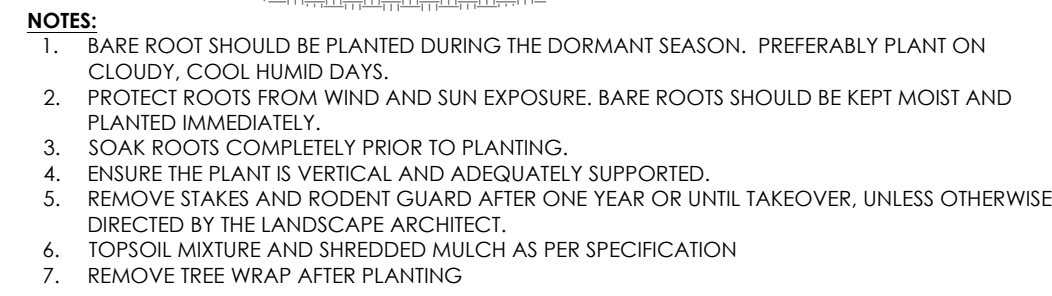 NOTES:
1. BARE ROOT SHOULD BE PLANTED DURING THE DORMANT SEASON. PREFERABLY PLANT ON
CLOUDY, COOL HUMID DAYS.
2. PROTECT ROOTS FROM WIND AND SUN EXPOSURE. BARE ROOTS SHOULD BE KEPT MOIST AND
PLANTED IMMEDIATELY.
3. SOAK ROOTS COMPLETELY PRIOR TO PLANTING.
4. ENSURE THE PLANT IS VERTICAL AND ADEQUATELY SUPPORTED.
5. REMOVE STAKES AND RODENT GUARD AFTER ONE YEAR OR UNTIL TAKEOVER, UNLESS OTHERWISE
DIRECTED BY THE LANDSCAPE ARCHITECT.
6. TOPSOIL MIXTURE AND SHREDDED MULCH AS PER SPECIFICATION
7. REMOVE TREE WRAP AFTER PLANTING